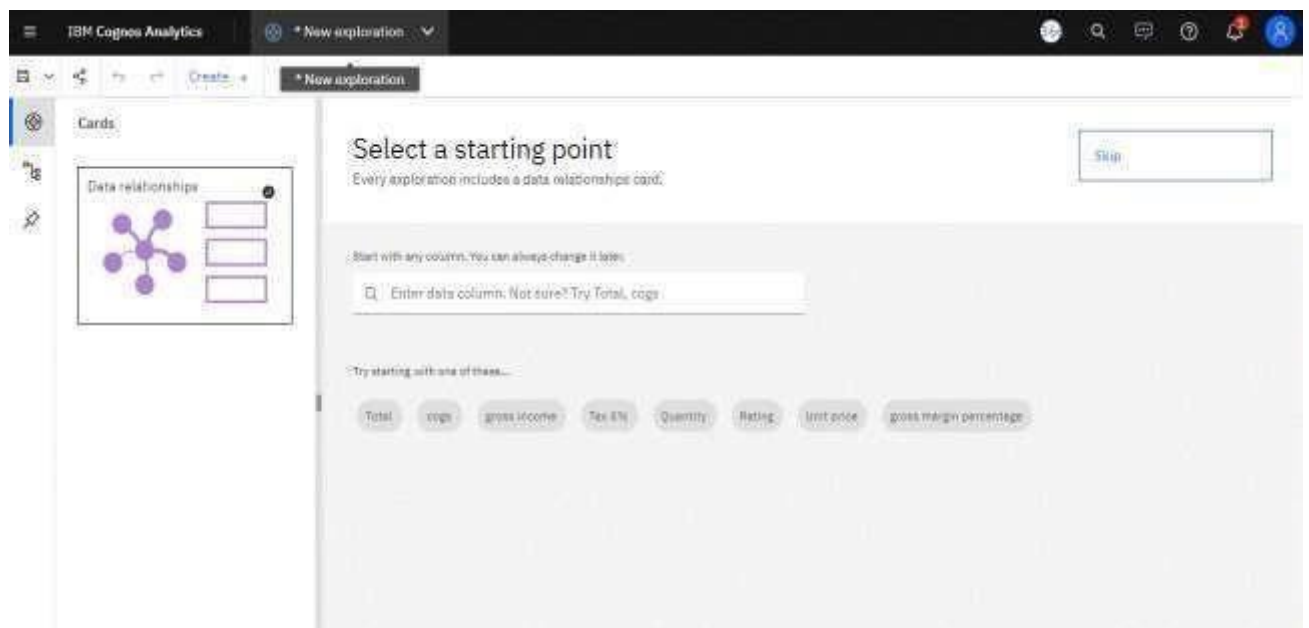 IBM Cognos Analytics
* New exploration
Create +
* New exploration
Cards
Data relationships
Select a starting point
Every exploration includes a data relationships card.
Skip
Start with any column. You can always change it later.
Enter data column. Not sure? Try Total, cogs
Try starting with one of these...
Total cogs gross income Tax 5% Quantity Rating Unit price gross margin percentage